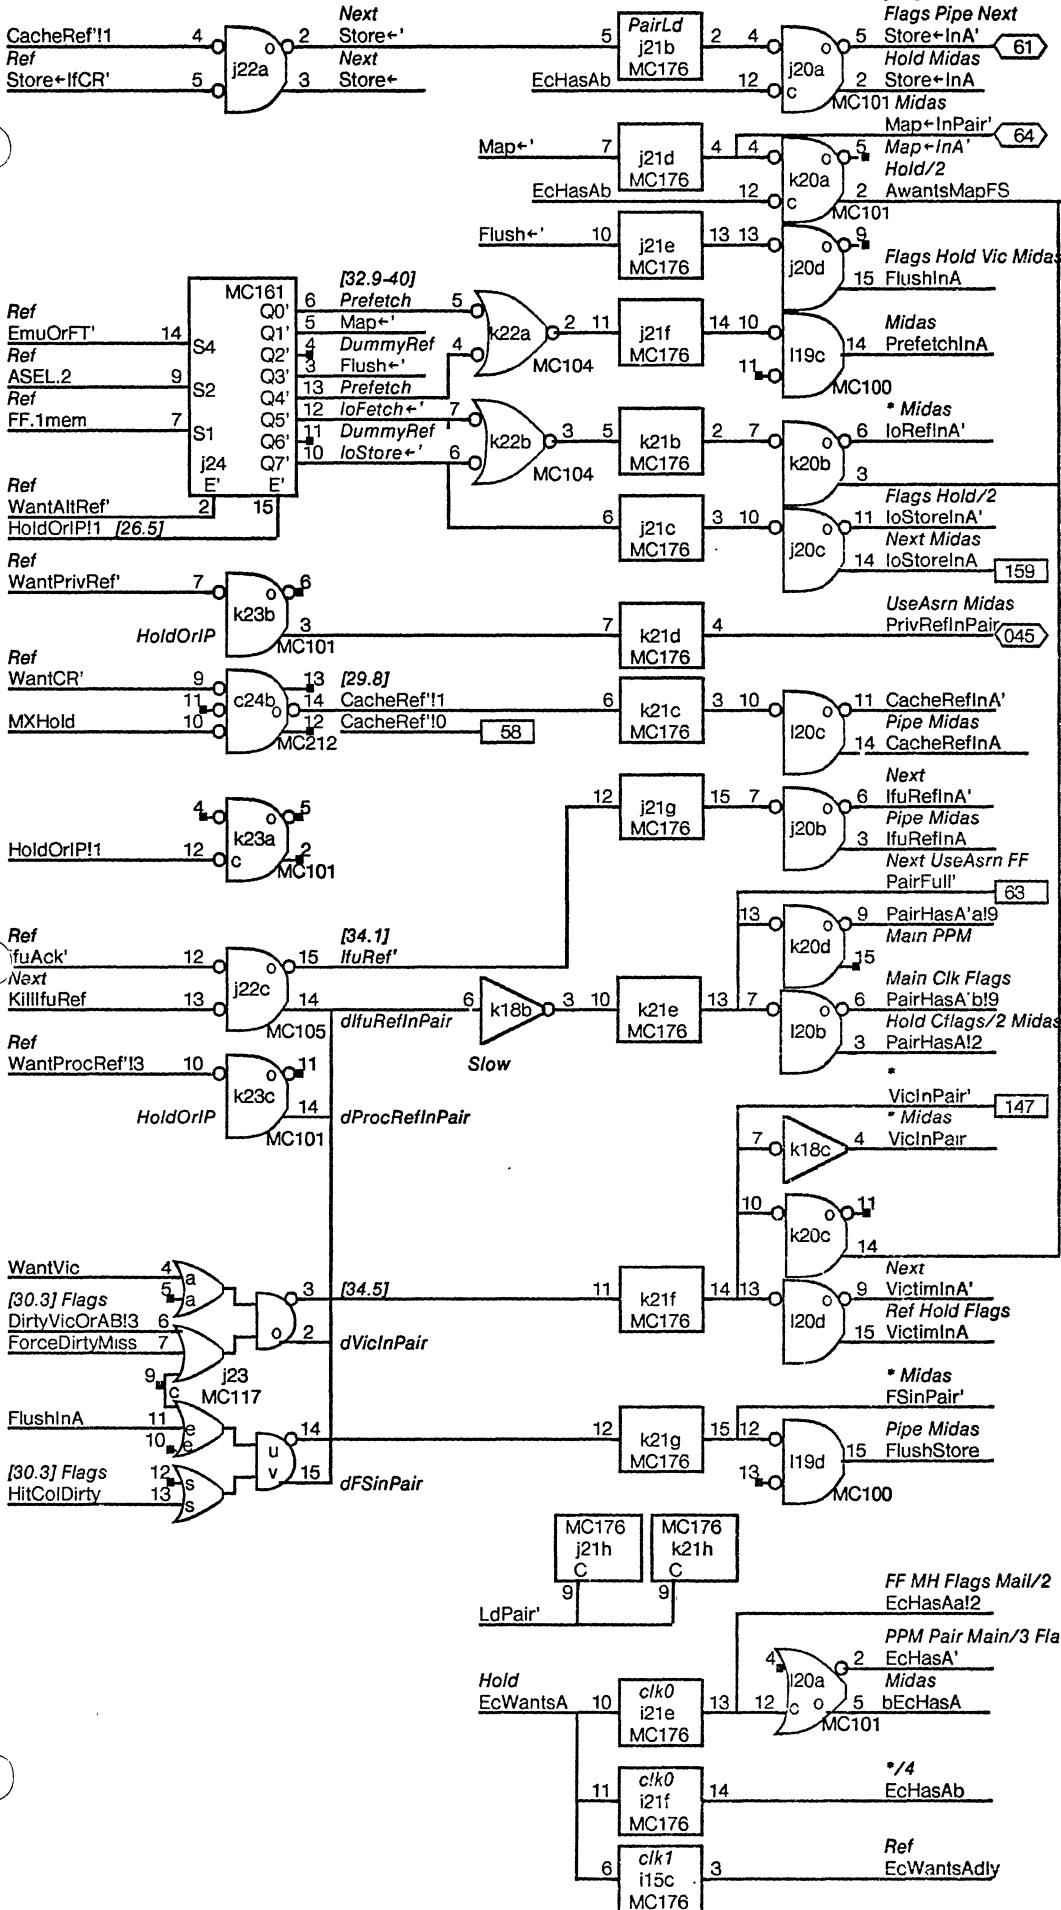 Next
Flags Pipe Next
CacheRef'!1 4 2 Store←' 5 PairLd 2 4 5 Store←InA' 61
Ref j22a Next j21b j20a Hold Midas
Store←IfCR' 5 3 Store← MC176 2 Store←InA
EcHasAb 12 c MC101 Midas
Map←InPair' 64
Map←' 7 j21d 4 4 5 Map←InA'
MC176 k20a Hold/2
EcHasAb 12 c 2 AwantsMapFS
MC101
Flush←' 10 j21e 13 13 9
MC176 j20d Flags Hold Vic Midas
15 FlushInA
[32.9-40]
MC161 6 Prefetch 5
Q0'
Ref Q1' 5 Map←' k22a 2 11 j21f 14 10 Midas
EmuOrFT' 14 S4 Q2' 4 DummyRef 4 MC104 MC176 l19c 14 PrefetchInA
Ref Q3' 3 Flush←' 11 MC100
ASEL.2 9 S2 Q4' 13 Prefetch
Ref Q5' 12 IoFetch←' 7 * Midas
FF.1mem 7 S1 Q6' 11 DummyRef k22b 3 5 k21b 2 7 6 IoRefInA'
j24 Q7' 10 IoStore←' 6 MC104 MC176 k20b 3
Ref E' E' Flags Hold/2
WantAltRef' 2 15 6 j21c 3 10 11 IoStoreInA'
HoldOrIP!1 [26.5] MC176 j20c Next Midas
14 IoStoreInA 159
Ref
WantPrivRef' 7 6 UseAsrn Midas
k23b
HoldOrIP 3 7 k21d 4 PrivRefInPair 045
MC101 MC176
Ref
WantCR' 9 13 [29.8]
11 c24b 14 CacheRef'!1 6 k21c 3 10 11 CacheRefInA'
MXHold 10 12 CacheRef'!0 58 MC176 l20c Pipe Midas
MC212 14 CacheRefInA
Next
4 5 12 j21g 15 7 6 IfuRefInA'
k23a MC176 j20b Pipe Midas
HoldOrIP!1 12 c 2 3 IfuRefInA
MC101 Next UseAsrn FF
PairFull' 63
13 9 PairHasA'a!9
Ref [34.1] k20d Main PPM
ifuAck' 12 15 IfuRef' 15
Next j22c Main Clk Flags
KillIfuRef 13 14 6 k18b 3 10 k21e 13 7 6 PairHasA'b!9
MC105 dIfuRefInPair MC176 l20b Hold Cflags/2 Midas
Ref Slow 3 PairHasA!2
WantProcRef'!3 10 11 *
k23c VicInPair' 147
HoldOrIP 14 dProcRefInPair * Midas
MC101 7 k18c 4 VicInPair
10 11
k20c
14
WantVic 4 a Next
5 a 3 [34.5] 11 k21f 14 13 9 VictimInA'
[30.3] Flags MC176 l20d Ref Hold Flags
DirtyVicOrAB!3 6 2 dVicInPair 15 VictimInA
ForceDirtyMiss 7
9 j23 * Midas
c MC117 FSinPair'
FlushInA 11 e 14 12 k21g 15 12 Pipe Midas
10 e u MC176 l19d 15 FlushStore
[30.3] Flags 12 s v 15 dFSinPair 13
HitColDirty 13 s MC100
MC176 MC176
j21h k21h
C C
9 9
LdPair'
FF MH Flags Mail/2
EcHasAa!2
PPM Pair Main/3 Fla
4 2 EcHasA'
Hold clk0 l20a Midas
EcWantsA 10 i21e 13 12 c 5 bEcHasA
MC176 MC101
clk0 */4
11 i21f 14 EcHasAb
MC176
clk1 Ref
6 i15c 3 EcWantsAdly
MC176